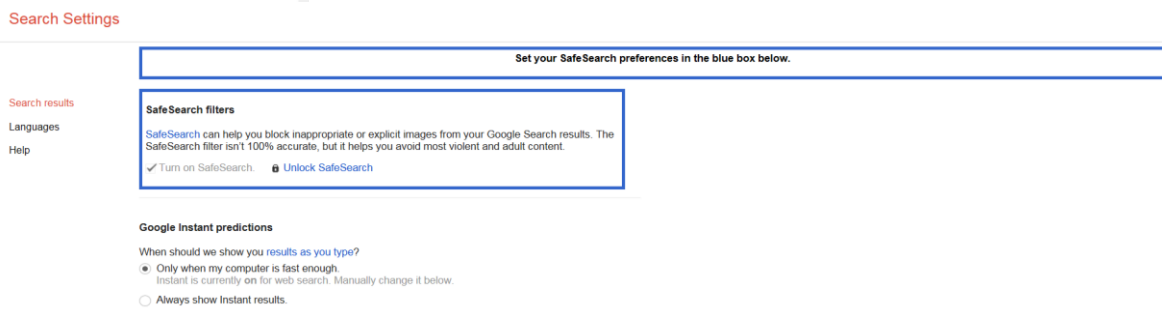 Search Settings
Set your SafeSearch preferences in the blue box below.
Search results
Languages
Help
SafeSearch filters
SafeSearch can help you block inappropriate or explicit images from your Google Search results. The
SafeSearch filter isn't 100% accurate, but it helps you avoid most violent and adult content.
Turn on SafeSearch. Unlock SafeSearch
Google Instant predictions
When should we show you results as you type?
Only when my computer is fast enough.
Instant is currently on for web search. Manually change it below.
Always show Instant results.